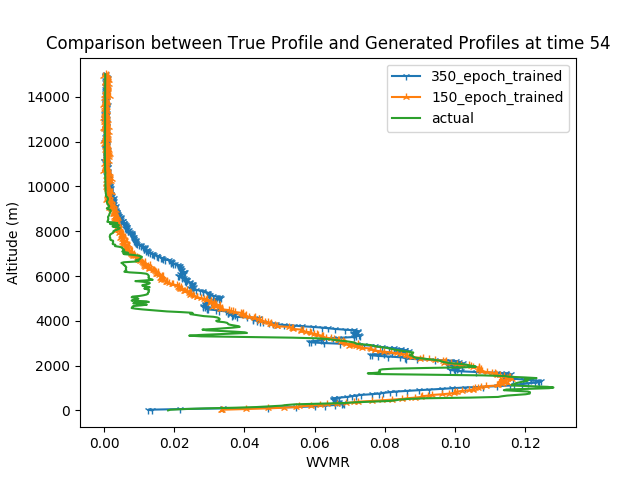 Comparison between True Profile and Generated Profiles at time 54
350_epoch_trained
150_epoch_trained
actual
14000
12000
10000
8000
6000
4000
2000
0
Altitude (m)
0.00 0.02 0.04 0.06 0.08 0.10 0.12
WVMR